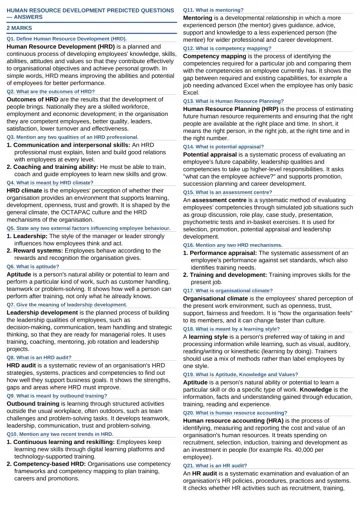 HUMAN RESOURCE DEVELOPMENT PREDICTED QUESTIONS
— ANSWERS
2 MARKS
Q1. Define Human Resource Development (HRD).
Human Resource Development (HRD) is a planned and
continuous process of developing employees' knowledge, skills,
abilities, attitudes and values so that they contribute effectively
to organisational objectives and achieve personal growth. In
simple words, HRD means improving the abilities and potential
of employees for better performance.
Q2. What are the outcomes of HRD?
Outcomes of HRD are the results that the development of
people brings. Nationally they are a skilled workforce,
employment and economic development; in the organisation
they are competent employees, better quality, leaders,
satisfaction, lower turnover and effectiveness.
Q3. Mention any two qualities of an HRD professional.
1. Communication and interpersonal skills: An HRD
professional must explain, listen and build good relations
with employees at every level.
2. Coaching and training ability: He must be able to train,
coach and guide employees to learn new skills and grow.
Q4. What is meant by HRD climate?
HRD climate is the employees' perception of whether their
organisation provides an environment that supports learning,
development, openness, trust and growth. It is shaped by the
general climate, the OCTAPAC culture and the HRD
mechanisms of the organisation.
Q5. State any two external factors influencing employee behaviour.
1. Leadership: The style of the manager or leader strongly
influences how employees think and act.
2. Reward systems: Employees behave according to the
rewards and recognition the organisation gives.
Q6. What is aptitude?
Aptitude is a person's natural ability or potential to learn and
perform a particular kind of work, such as customer handling,
teamwork or problem-solving. It shows how well a person can
perform after training, not only what he already knows.
Q7. Give the meaning of leadership development.
Leadership development is the planned process of building
the leadership qualities of employees, such as
decision-making, communication, team handling and strategic
thinking, so that they are ready for managerial roles. It uses
training, coaching, mentoring, job rotation and leadership
projects.
Q8. What is an HRD audit?
HRD audit is a systematic review of an organisation's HRD
strategies, systems, practices and competencies to find out
how well they support business goals. It shows the strengths,
gaps and areas where HRD must improve.
Q9. What is meant by outbound training?
Outbound training is learning through structured activities
outside the usual workplace, often outdoors, such as team
challenges and problem-solving tasks. It develops teamwork,
leadership, communication, trust and problem-solving.
Q10. Mention any two recent trends in HRD.
1. Continuous learning and reskilling: Employees keep
learning new skills through digital learning platforms and
technology-supported training.
2. Competency-based HRD: Organisations use competency
frameworks and competency mapping to plan training,
careers and promotions.
Q11. What is mentoring?
Mentoring is a developmental relationship in which a more
experienced person (the mentor) gives guidance, advice,
support and knowledge to a less experienced person (the
mentee) for wider professional and career development.
Q12. What is competency mapping?
Competency mapping is the process of identifying the
competencies required for a particular job and comparing them
with the competencies an employee currently has. It shows the
gap between required and existing capabilities, for example a
job needing advanced Excel when the employee has only basic
Excel.
Q13. What is Human Resource Planning?
Human Resource Planning (HRP) is the process of estimating
future human resource requirements and ensuring that the right
people are available at the right place and time. In short, it
means the right person, in the right job, at the right time and in
the right number.
Q14. What is potential appraisal?
Potential appraisal is a systematic process of evaluating an
employee's future capability, leadership qualities and
competencies to take up higher-level responsibilities. It asks
"what can the employee achieve?" and supports promotion,
succession planning and career development.
Q15. What is an assessment centre?
An assessment centre is a systematic method of evaluating
employees' competencies through simulated job situations such
as group discussion, role play, case study, presentation,
psychometric tests and in-basket exercises. It is used for
selection, promotion, potential appraisal and leadership
development.
Q16. Mention any two HRD mechanisms.
1. Performance appraisal: The systematic assessment of an
employee's performance against set standards, which also
identifies training needs.
2. Training and development: Training improves skills for the
present job.
Q17. What is organisational climate?
Organisational climate is the employees' shared perception of
the present work environment, such as openness, trust,
support, fairness and freedom. It is "how the organisation feels"
to its members, and it can change faster than culture.
Q18. What is meant by learning style?
A learning style is a person's preferred way of taking in and
processing information while learning, such as visual, auditory,
reading/writing or kinesthetic (learning by doing). Trainers
should use a mix of methods rather than label employees by
one style.
Q19. What is Aptitude, Knowledge and Values?
Aptitude is a person's natural ability or potential to learn a
particular skill or do a specific type of work. Knowledge is the
information, facts and understanding gained through education,
training, reading and experience.
Q20. What is human resource accounting?
Human resource accounting (HRA) is the process of
identifying, measuring and reporting the cost and value of an
organisation's human resources. It treats spending on
recruitment, selection, induction, training and development as
an investment in people (for example Rs. 40,000 per
employee).
Q21. What is an HR audit?
An HR audit is a systematic examination and evaluation of an
organisation's HR policies, procedures, practices and systems.
It checks whether HR activities such as recruitment, training,